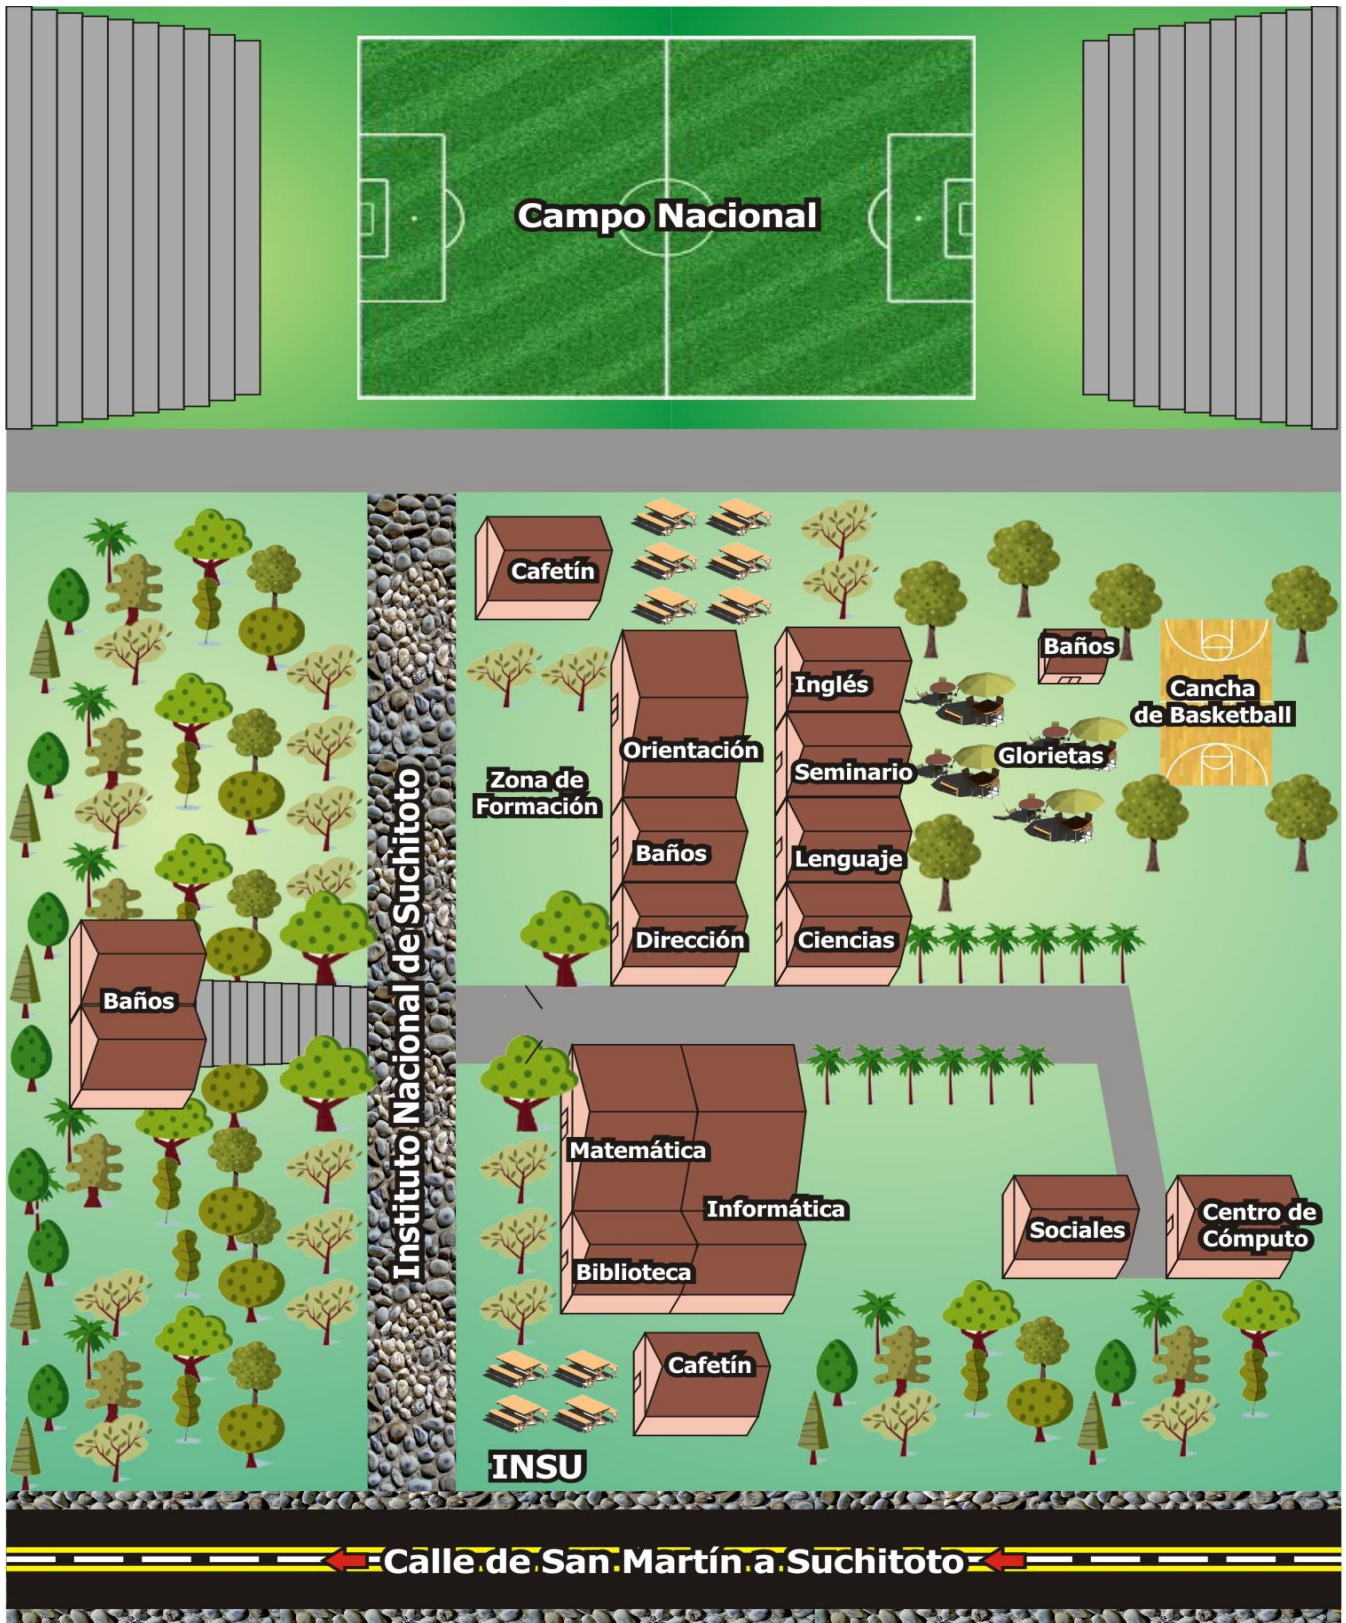 Campo Nacional
Cafetín
Baños
Inglés
Cancha
de Basketball
Orientación
Seminario
Glorietas
Zona de
Formación
Baños
Lenguaje
Dirección
Ciencias
Instituto Nacional de Suchitoto
Baños
Matemática
Informática
Sociales
Centro de
Cómputo
Biblioteca
Cafetín
INSU
Calle de San Martín a Suchitoto